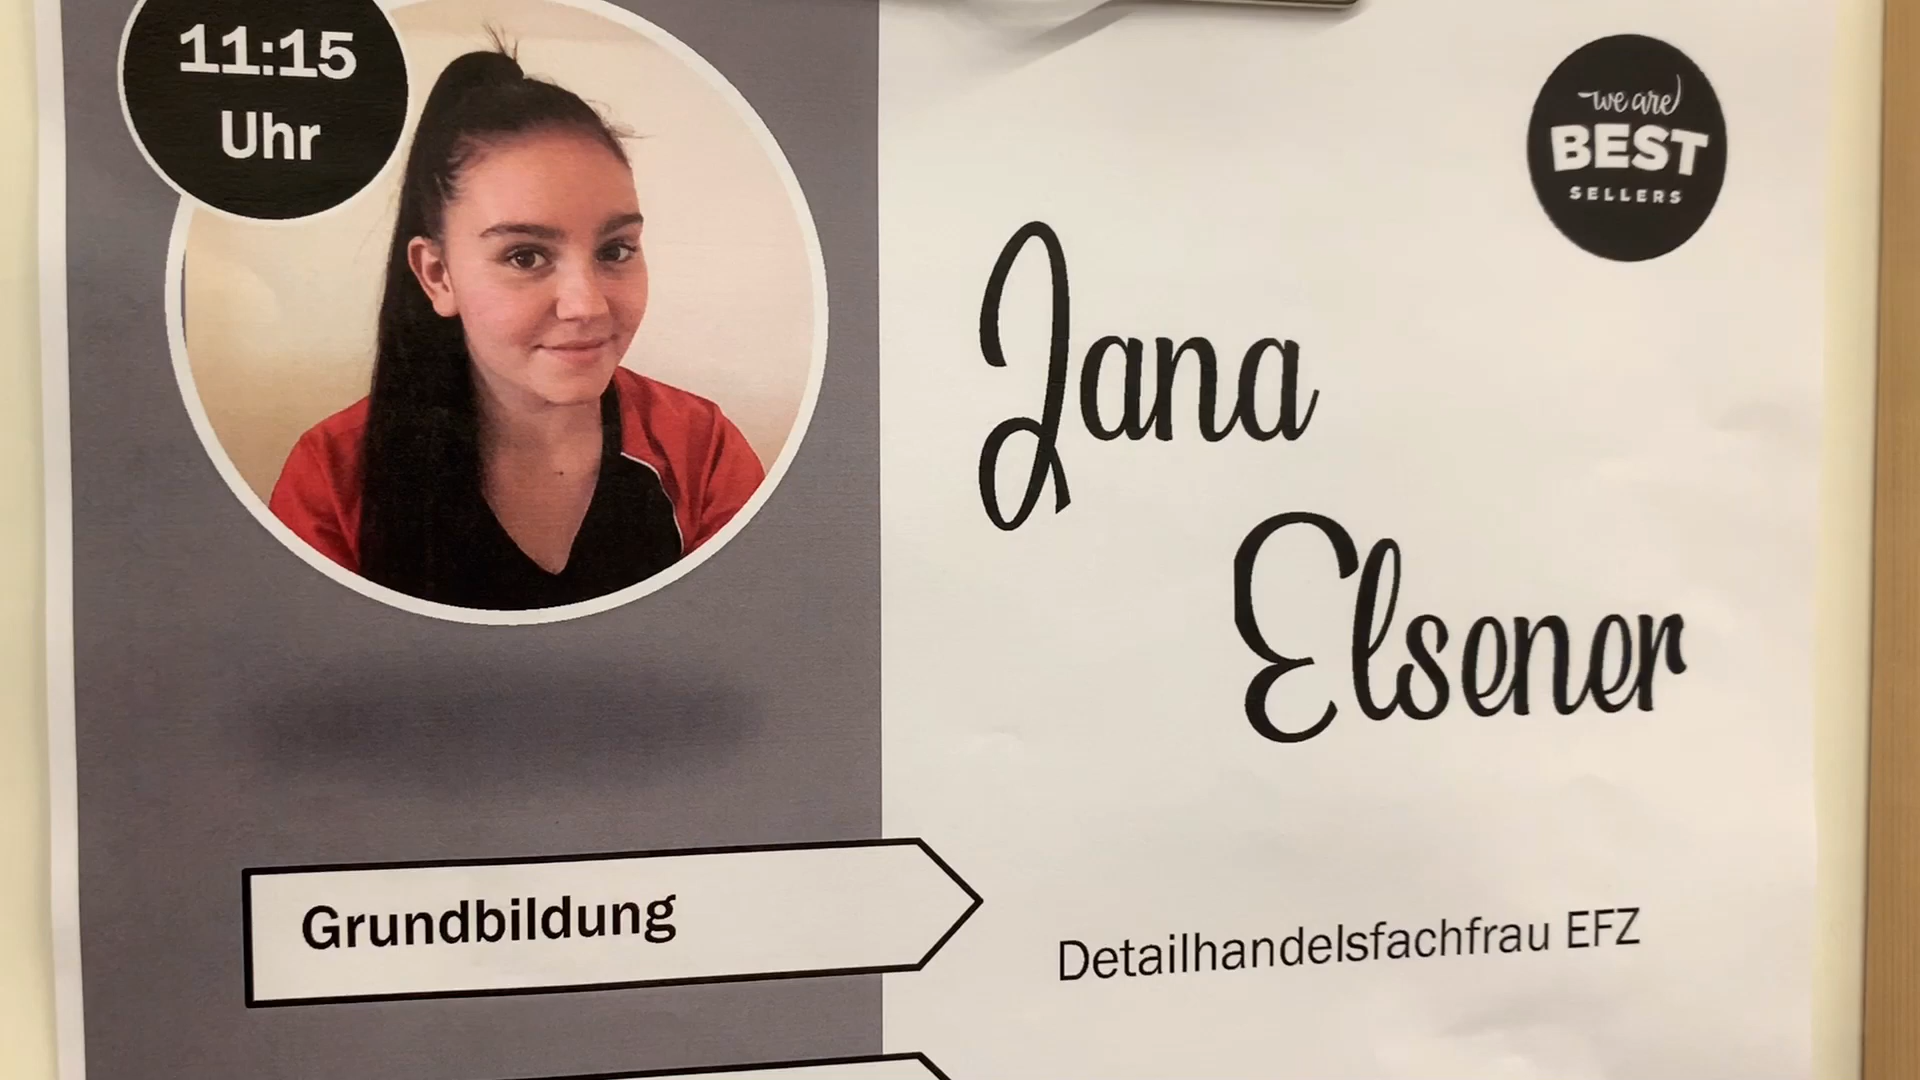 11:15
Uhr
we are
BEST
SELLERS
Jana
Elsener
Grundbildung
Detailhandelsfachfrau EFZ